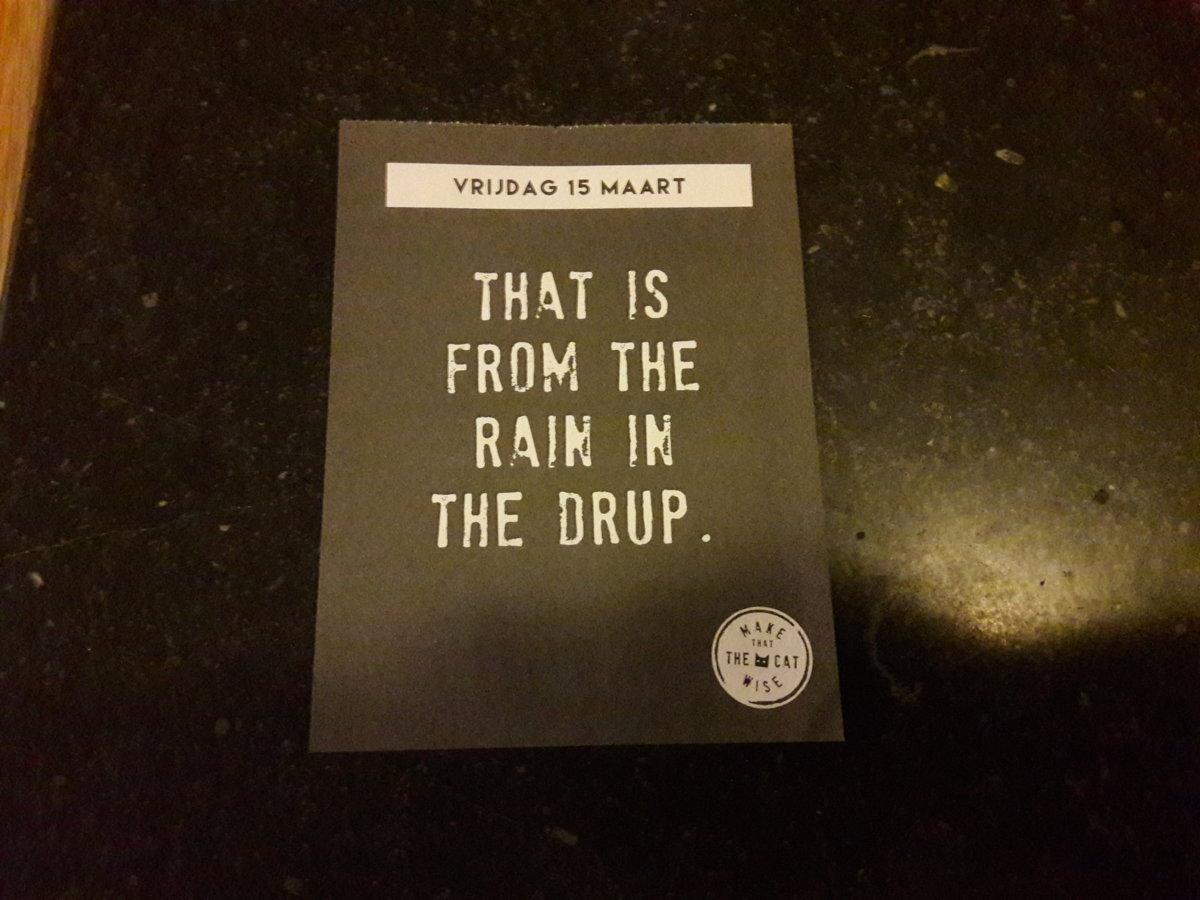 VRIJDAG 15 MAART
THAT IS
FROM THE
RAIN IN
THE DRUP.
MAKE
THAT
THE CAT
WISE